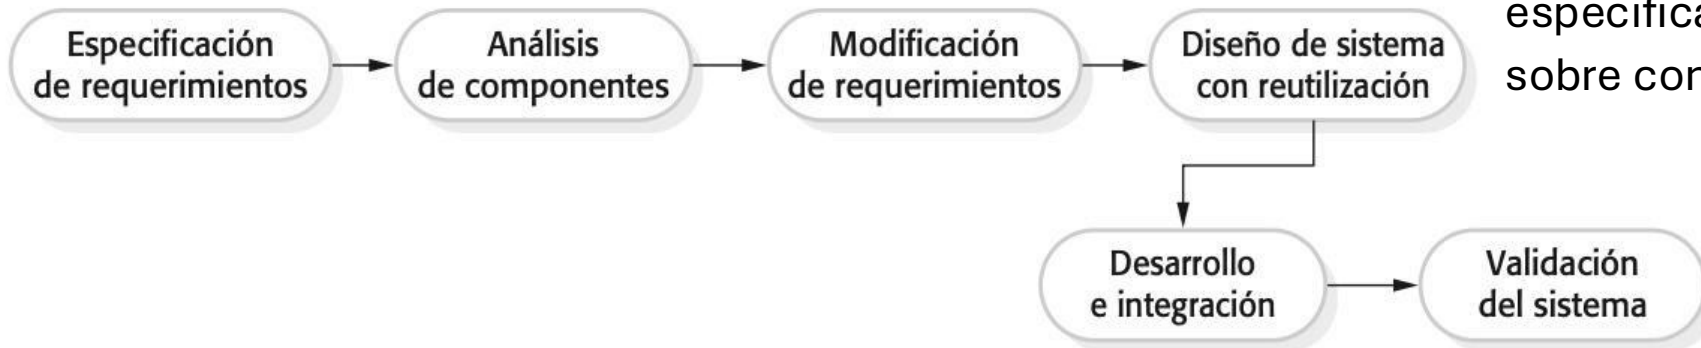 Especificación
de requerimientos
Análisis
de componentes
Modificación
de requerimientos
Diseño de sistema
con reutilización
sobre
Desarrollo
e integración
Validación
del sistema